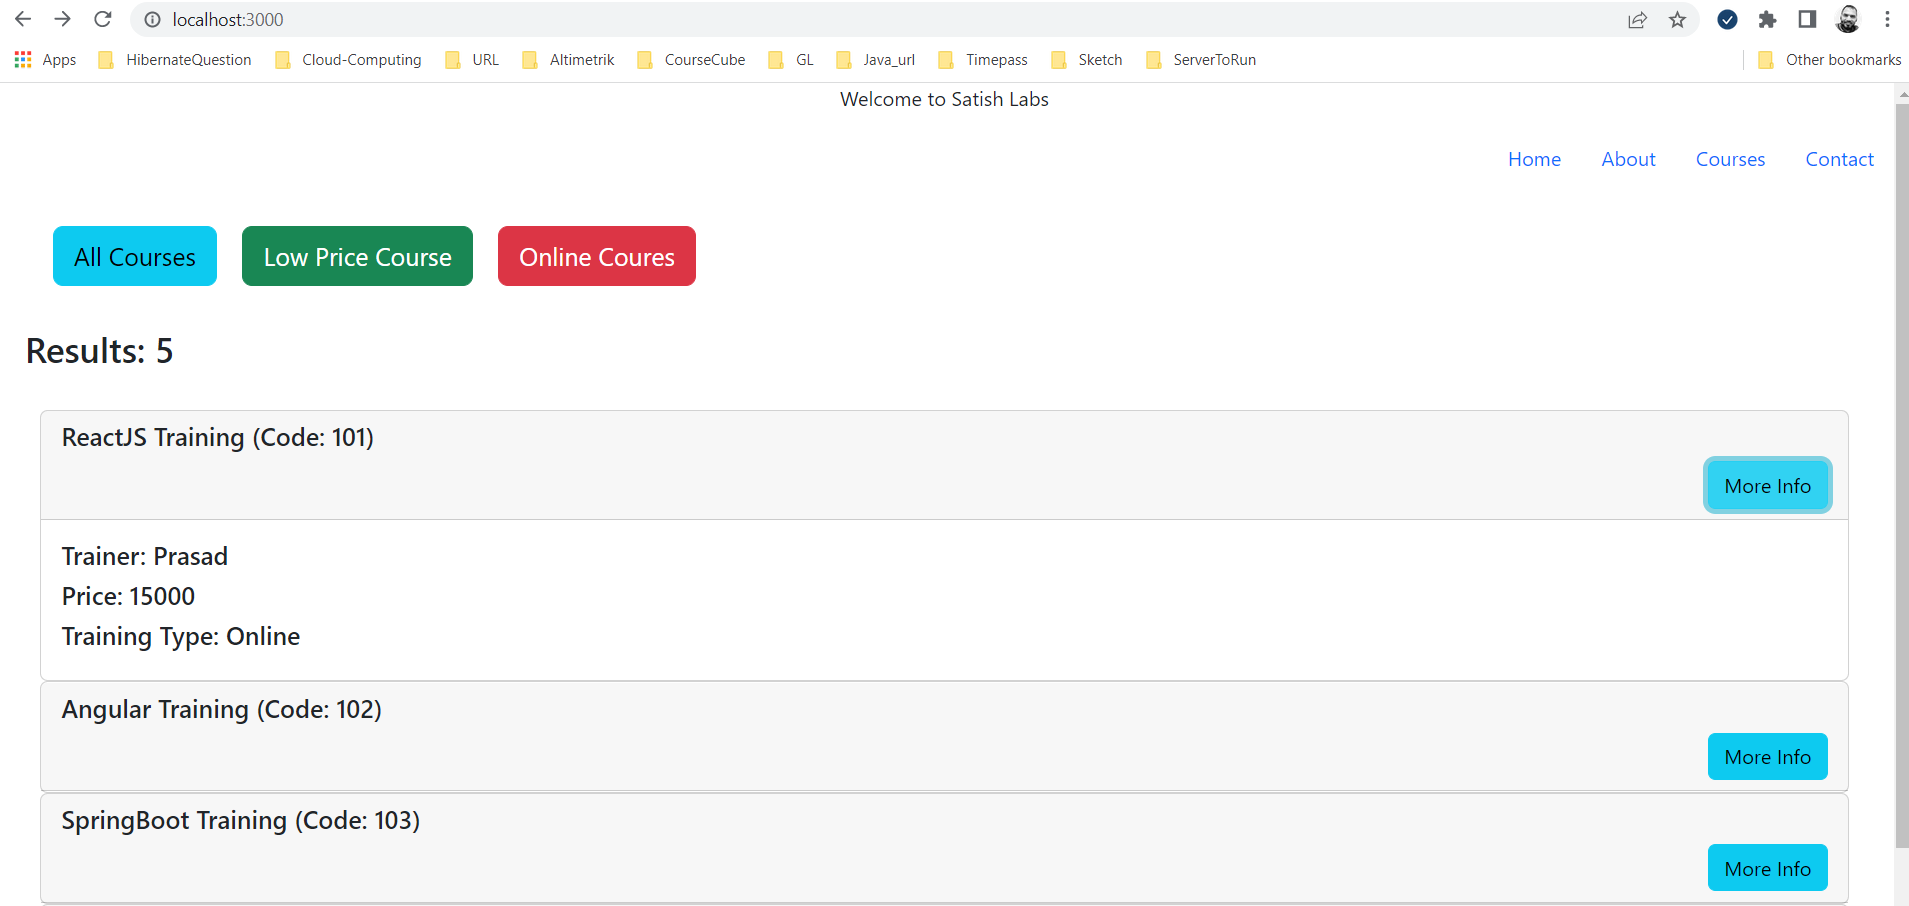 localhost:3000
Apps HibernateQuestion Cloud-Computing URL Altimetrik CourseCube GL Java_url Timepass Sketch ServerToRun Other bookmarks
Welcome to Satish Labs
Home About Courses Contact
All Courses Low Price Course Online Coures
Results: 5
ReactJS Training (Code: 101)
More Info
Trainer: Prasad
Price: 15000
Training Type: Online
Angular Training (Code: 102)
More Info
SpringBoot Training (Code: 103)
More Info